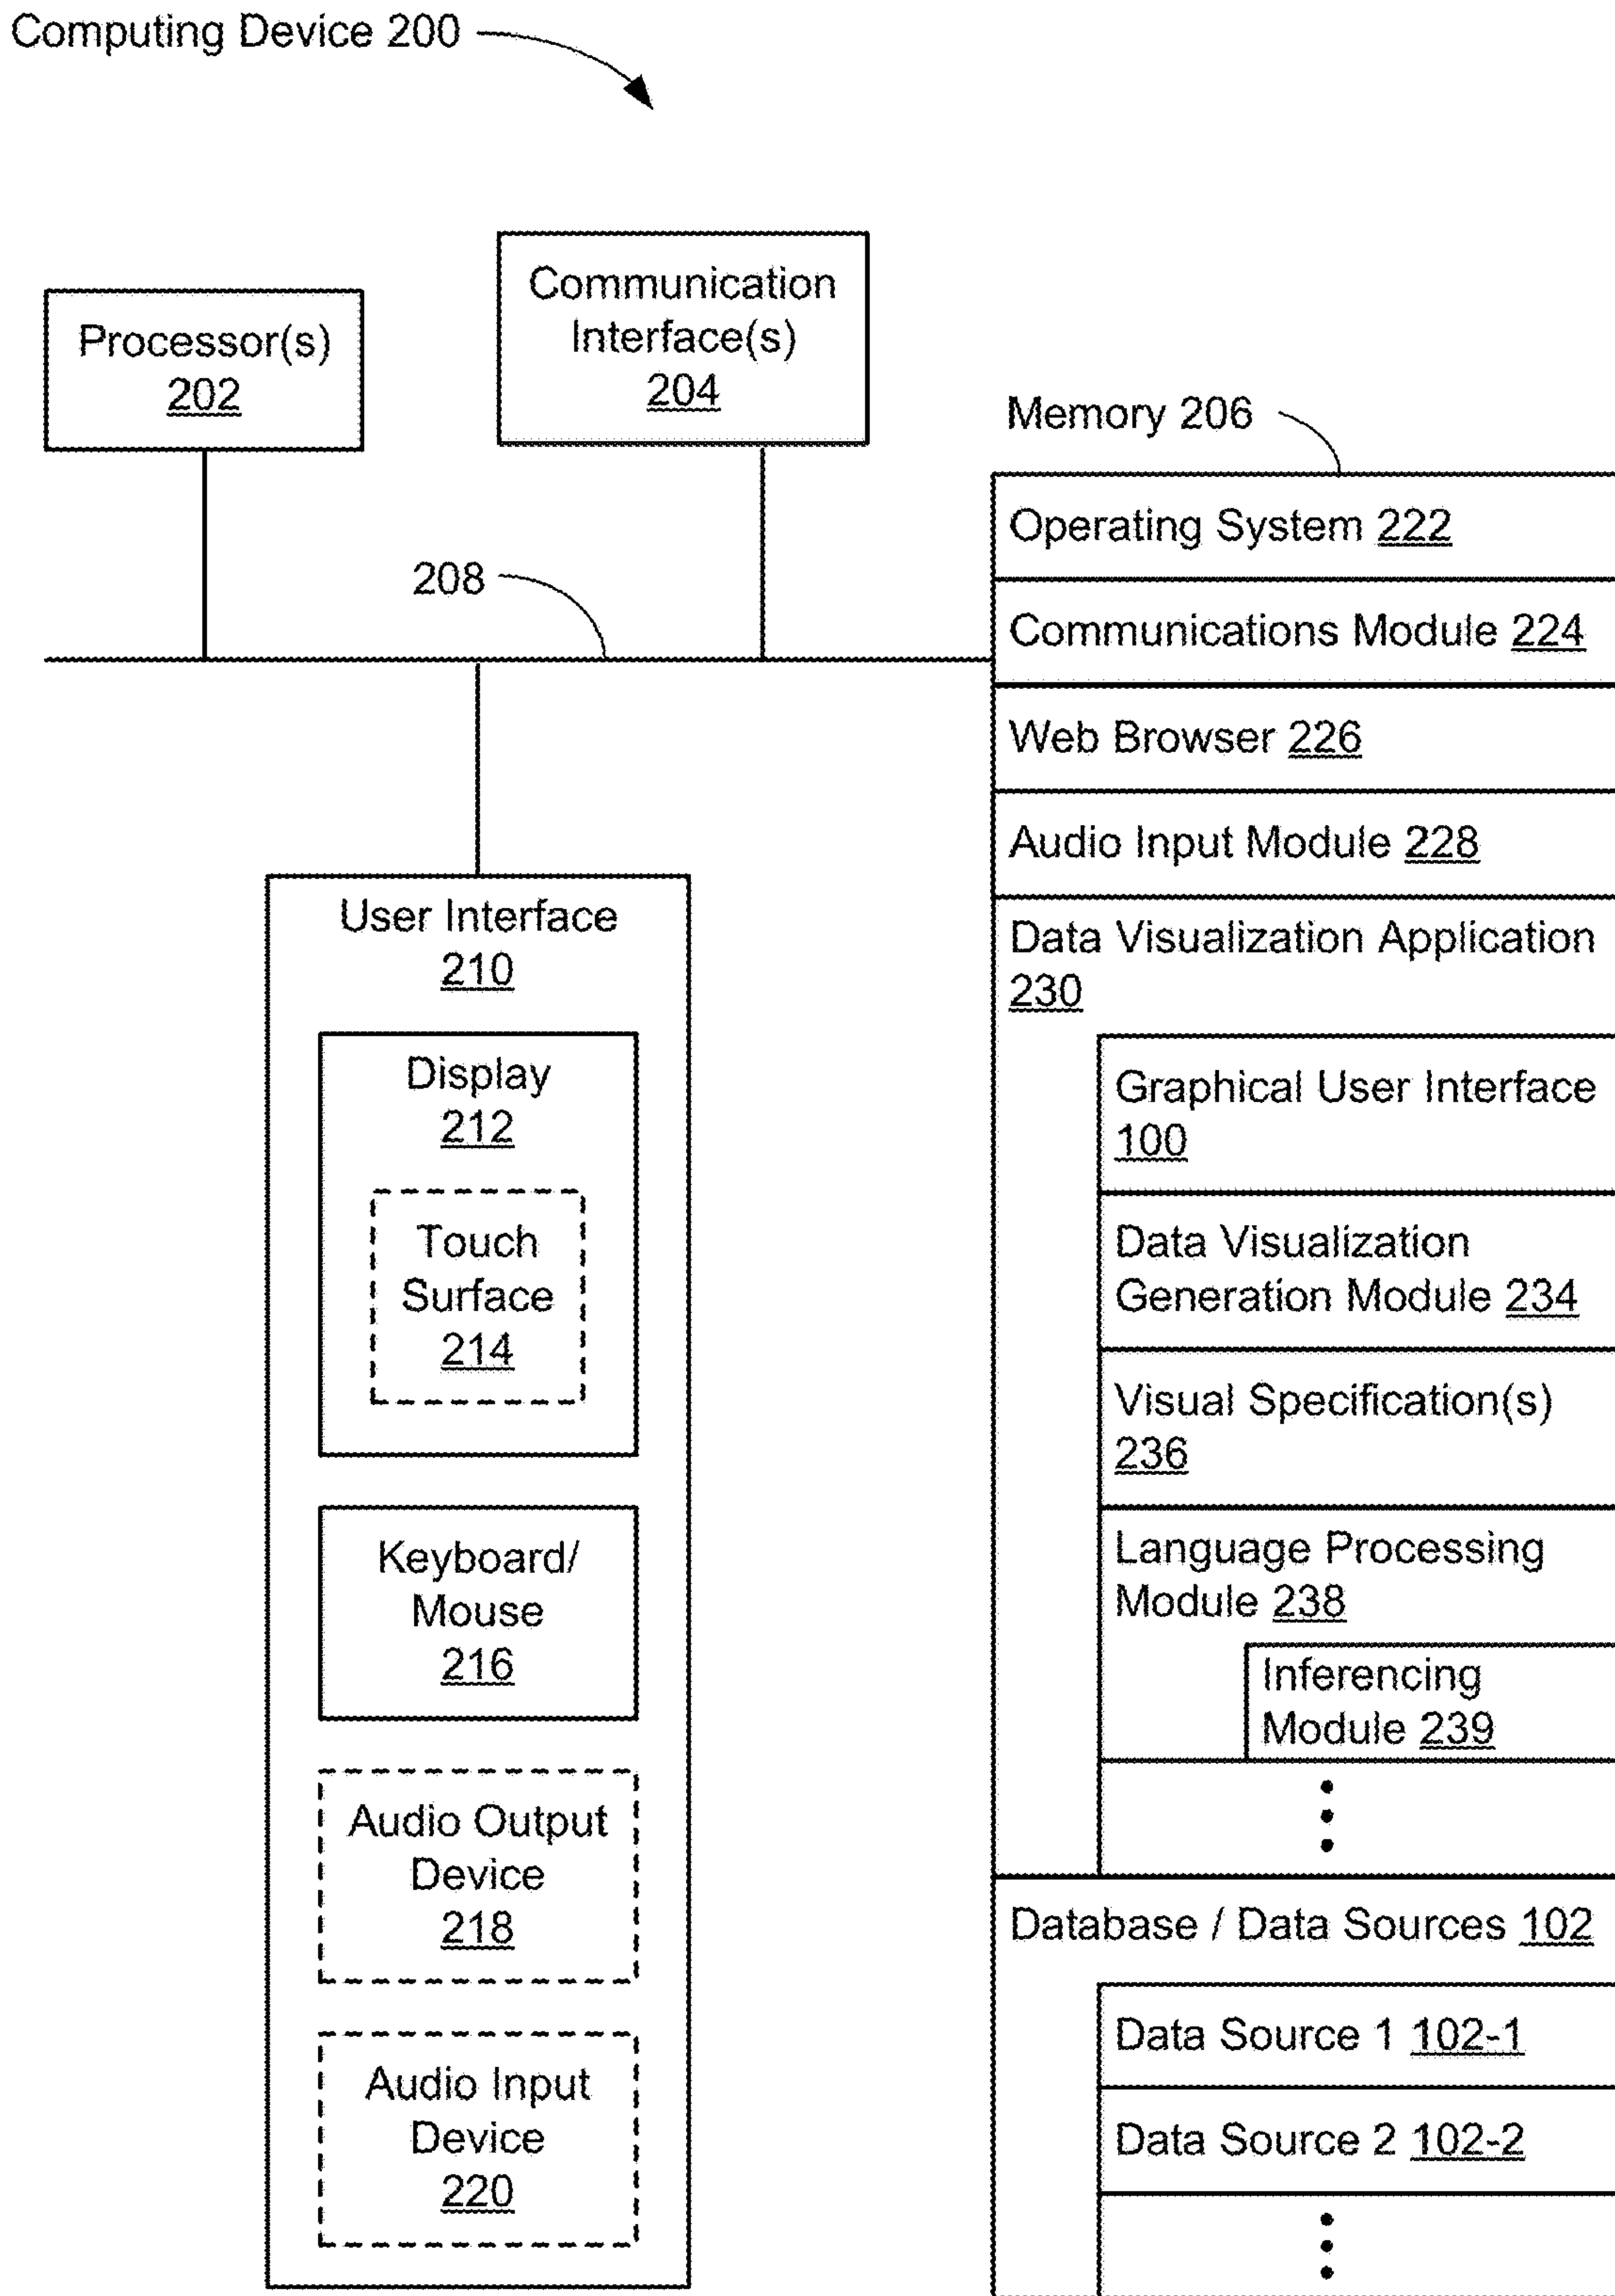 Computing Device 200
Processor(s)
202
Communication
Interface(s)
204
208
Memory 206
Operating System 222
Communications Module 224
Web Browser 226
Audio Input Module 228
Data Visualization Application
230
Graphical User Interface
100
Data Visualization
Generation Module 234
Visual Specification(s)
236
Language Processing
Module 238
Inferencing
Module 239
Database / Data Sources 102
Data Source 1 102-1
Data Source 2 102-2
User Interface
210
Display
212
Touch
Surface
214
Keyboard/
Mouse
216
Audio Output
Device
218
Audio Input
Device
220